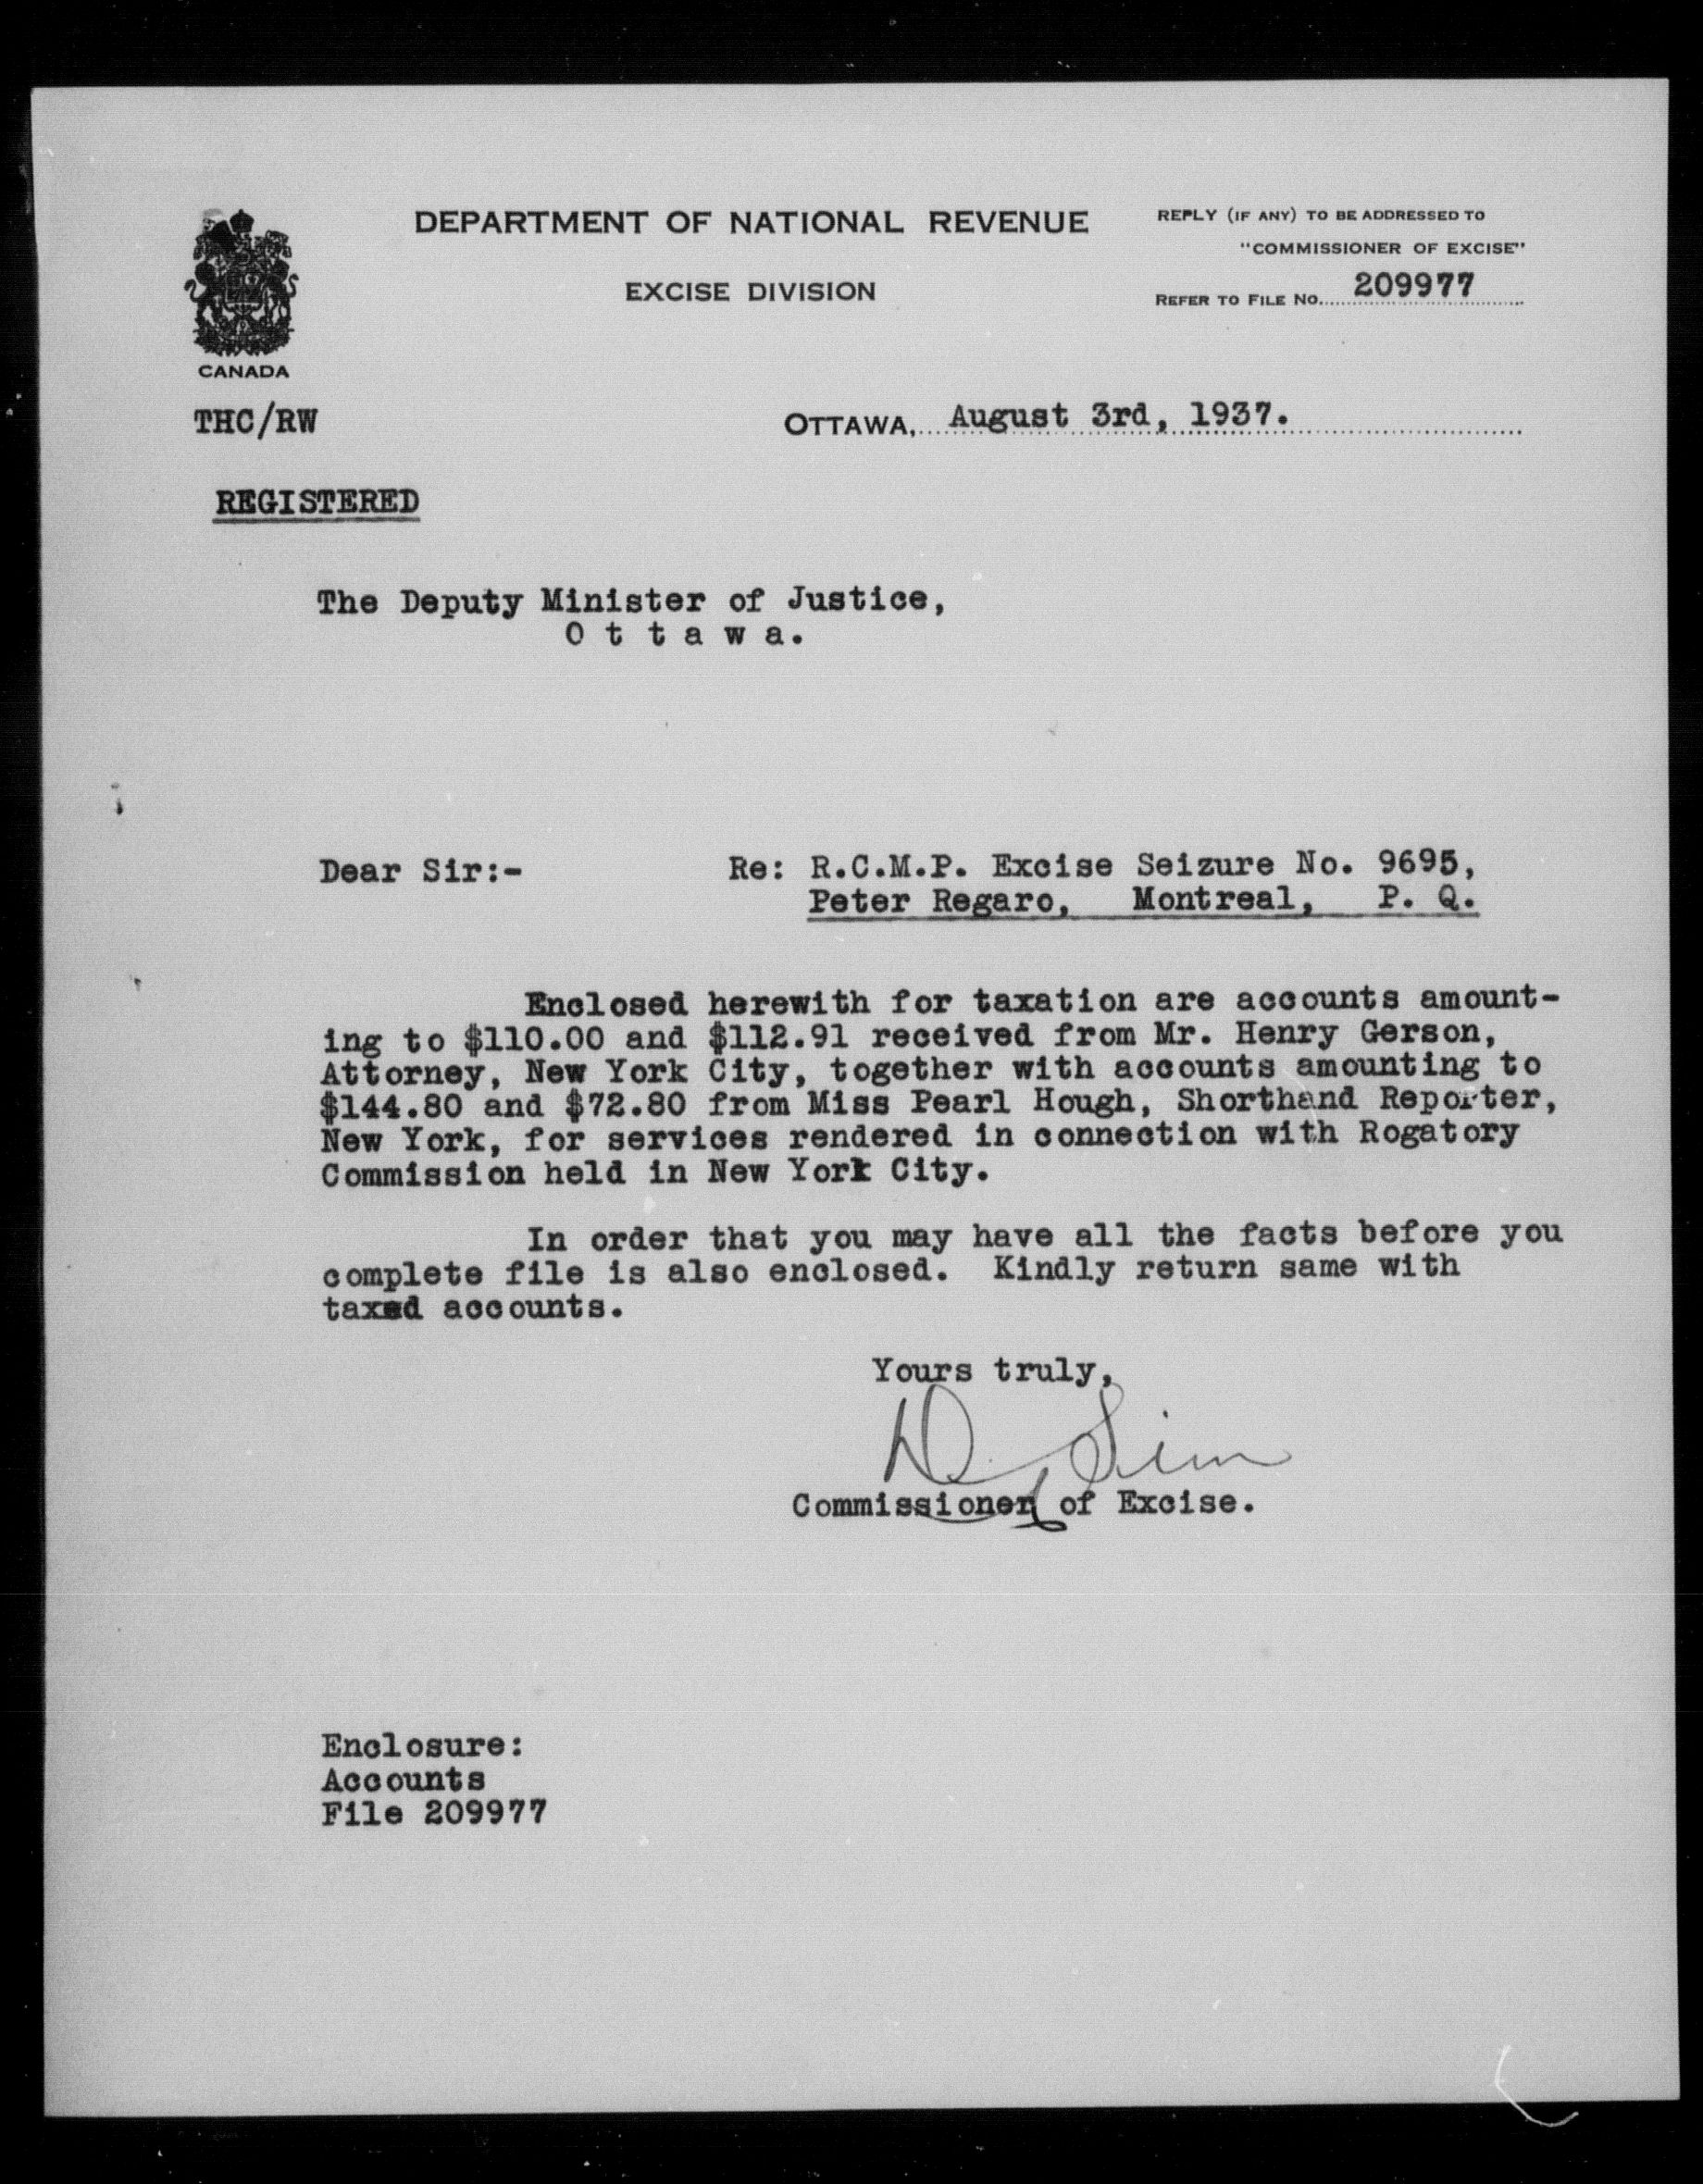 DEPARTMENT OF NATIONAL REVENUE
EXCISE DIVISION
REPLY (IF ANY) TO BE ADDRESSED TO
"COMMISSIONER OF EXCISE"
REFER TO FILE NO. 209977
CANADA
THC/RW
OTTAWA, August 3rd, 1937.
REGISTERED
The Deputy Minister of Justice,
O t t a w a.
Dear Sir:- Re: R.C.M.P. Excise Seizure No. 9695,
Peter Regaro, Montreal, P. Q.
Enclosed herewith for taxation are accounts amount-
ing to $110.00 and $112.91 received from Mr. Henry Gerson,
Attorney, New York City, together with accounts amounting to
$144.80 and $72.80 from Miss Pearl Hough, Shorthand Reporter,
New York, for services rendered in connection with Rogatory
Commission held in New York City.
In order that you may have all the facts before you
complete file is also enclosed. Kindly return same with
taxed accounts.
Yours truly,
D. Sim
Commissioner of Excise.
Enclosure:
Accounts
File 209977